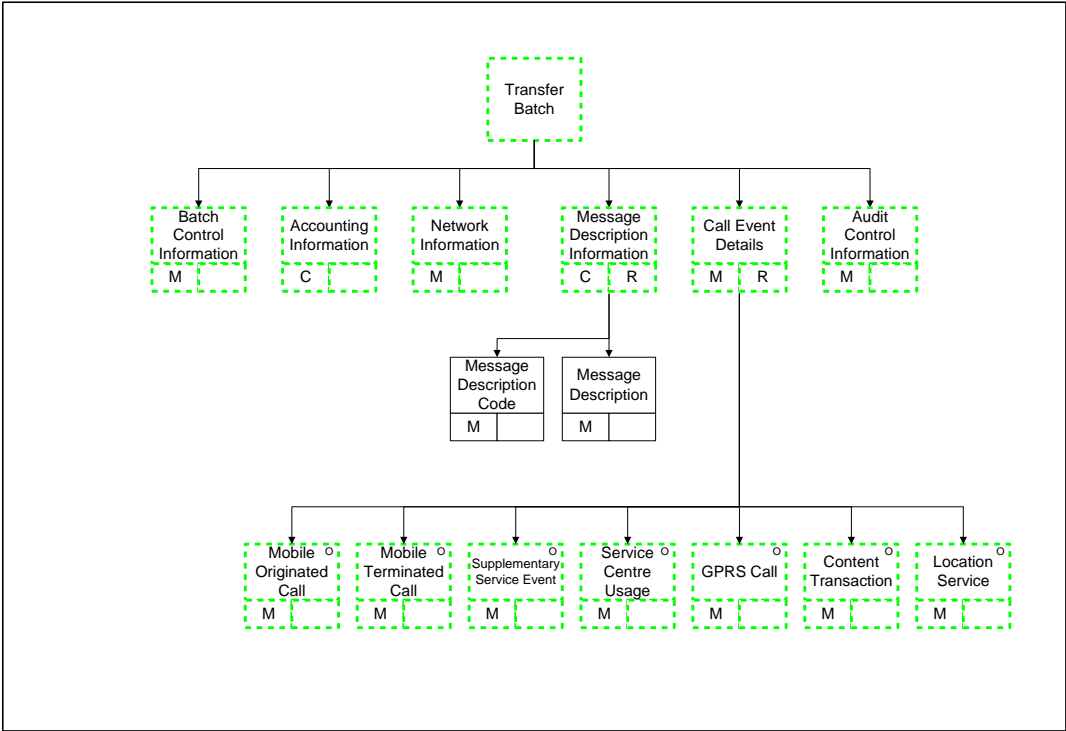 Transfer
Batch
Batch
Control
Information
M
Accounting
Information
C
Network
Information
M
Message
Description
Information
C R
Call Event
Details
M R
Audit
Control
Information
M
Message
Description
Code
M
Message
Description
M
Mobile O
Originated
Call
M
Mobile O
Terminated
Call
M
O
Supplementary
Service Event
M
Service O
Centre
Usage
M
O
GPRS Call
M
O
Content
Transaction
M
O
Location
Service
M